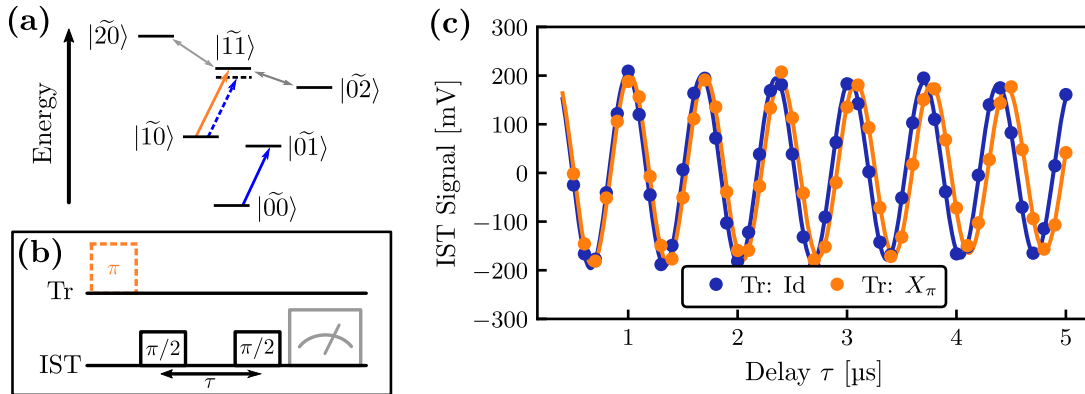 (a)
Energy
|2̃0⟩
|1̃1⟩
|0̃2⟩
|1̃0⟩
|0̃1⟩
|0̃0⟩
(b)
π
Tr
π/2
π/2
IST
τ
(c)
IST Signal [mV]
300
200
100
0
−100
−200
−300
Tr: Id
Tr: Xπ
1
2
3
4
5
Delay τ [µs]